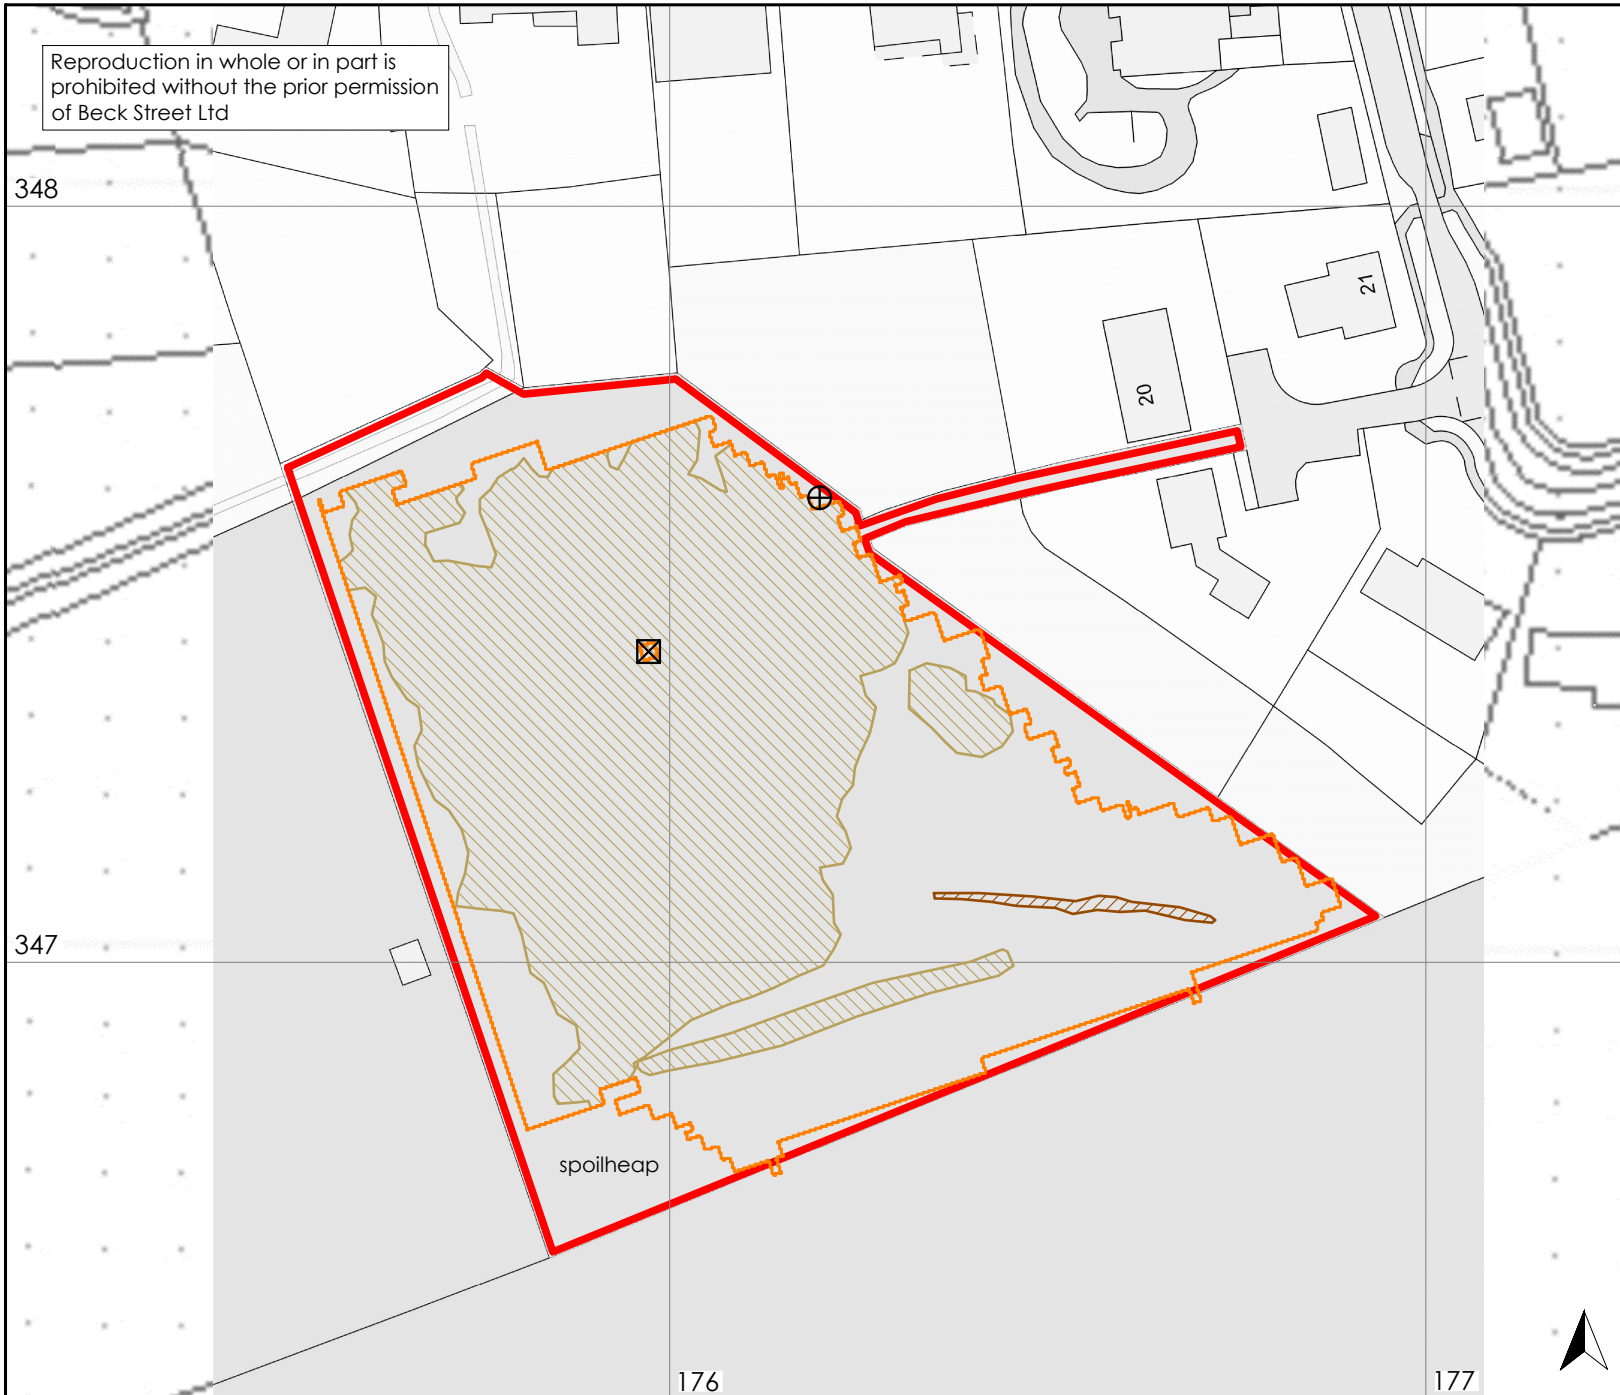 Reproduction in whole or in part is
prohibited without the prior permission
of Beck Street Ltd
348
21
20
347
spoilheap
176
177